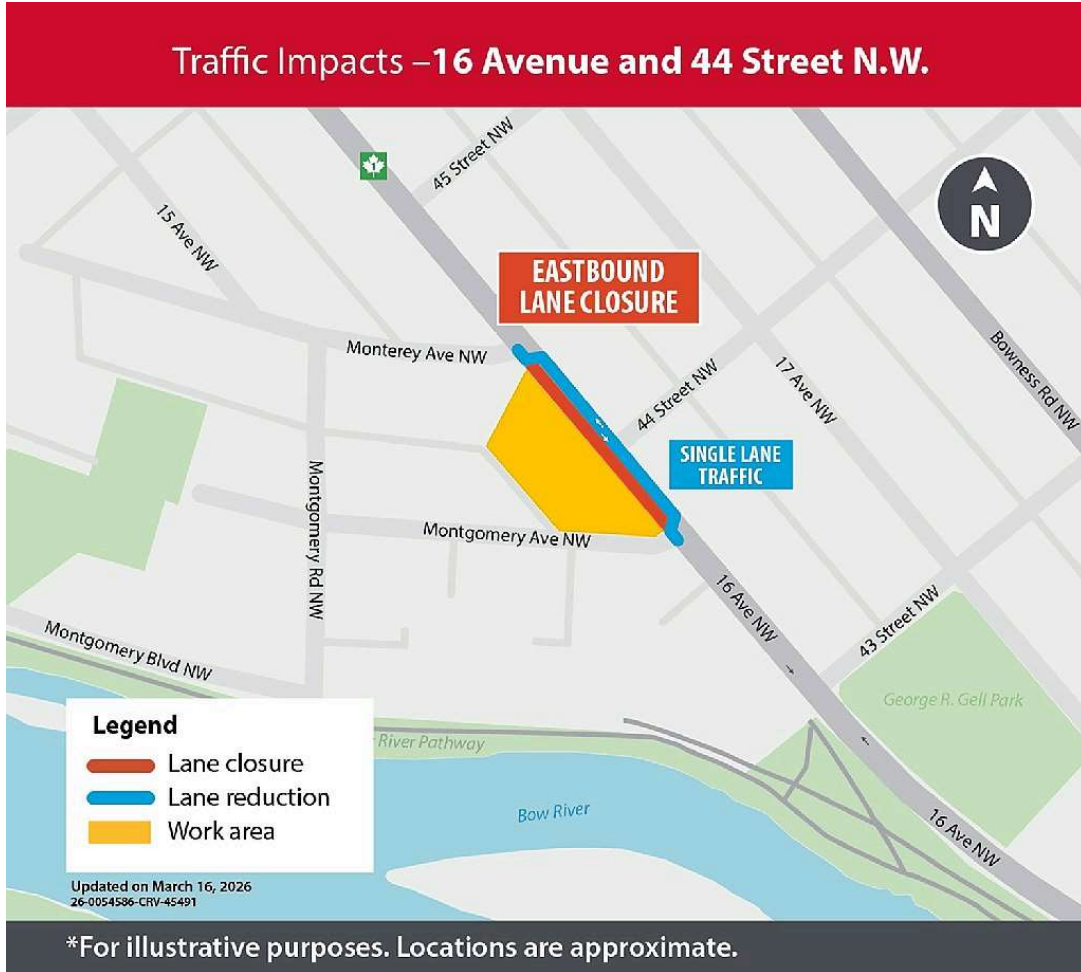 Traffic Impacts –16 Avenue and 44 Street N.W.
1
45 Street NW
15 Ave NW
N
EASTBOUND
LANE CLOSURE
Monterey Ave NW
44 Street NW
17 Ave NW
Bowness Rd NW
SINGLE LANE
TRAFFIC
Montgomery Rd NW
Montgomery Ave NW
16 Ave NW
43 Street NW
Montgomery Blvd NW
George R. Gell Park
River Pathway
Bow River
16 Ave NW
Legend
Lane closure
Lane reduction
Work area
Updated on March 16, 2026
26-0054586-CRV-45491
*For illustrative purposes. Locations are approximate.